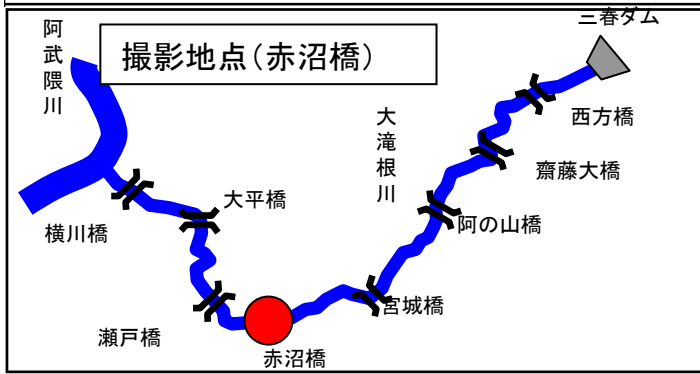 三春ダム
阿武隈川
撮影地点(赤沼橋)
西方橋
大滝根川
齋藤大橋
大平橋
阿の山橋
横川橋
宮城橋
瀬戸橋
赤沼橋